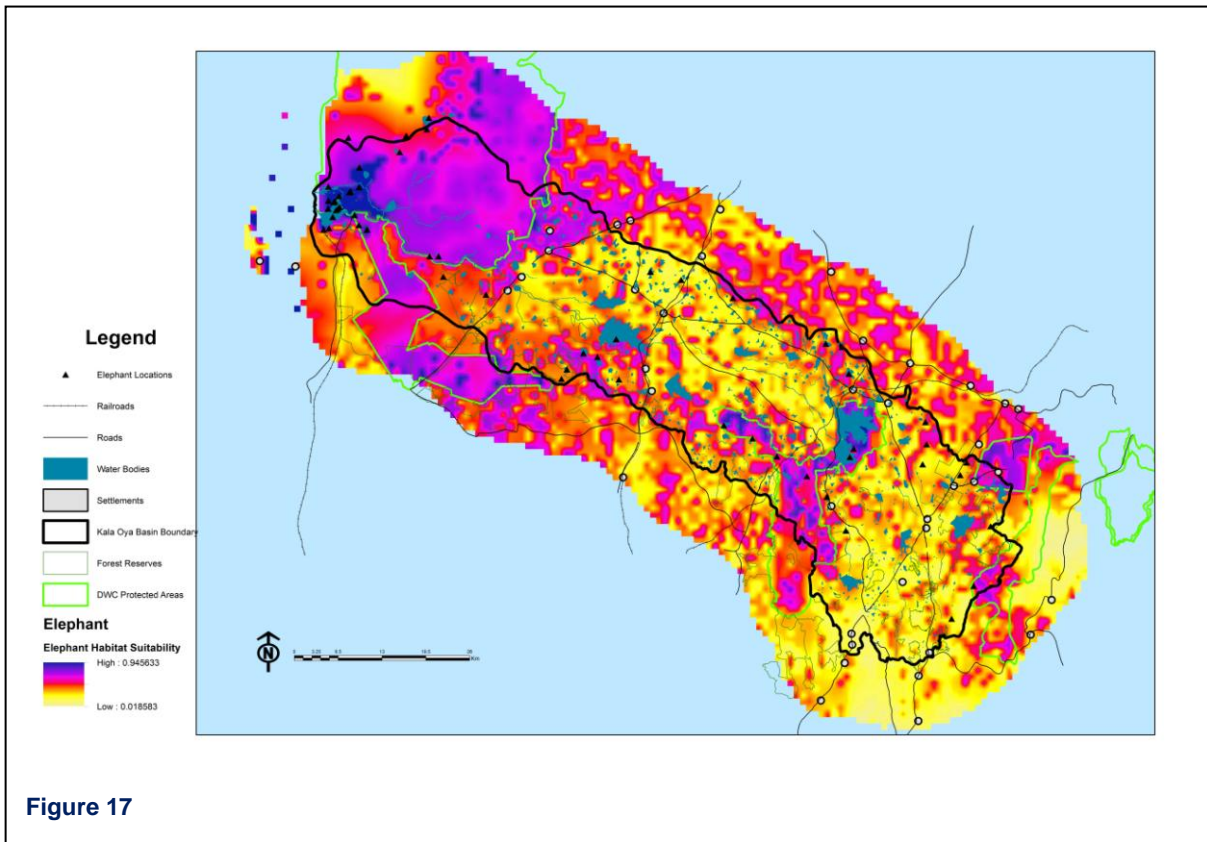 Legend
Elephant Locations
Railroads
Roads
Water Bodies
Settlements
Kala Oya Basin Boundary
Forest Reserves
DWC Protected Areas
Elephant
Elephant Habitat Suitability
High : 0.945633
Low : 0.018583
N
Figure 17